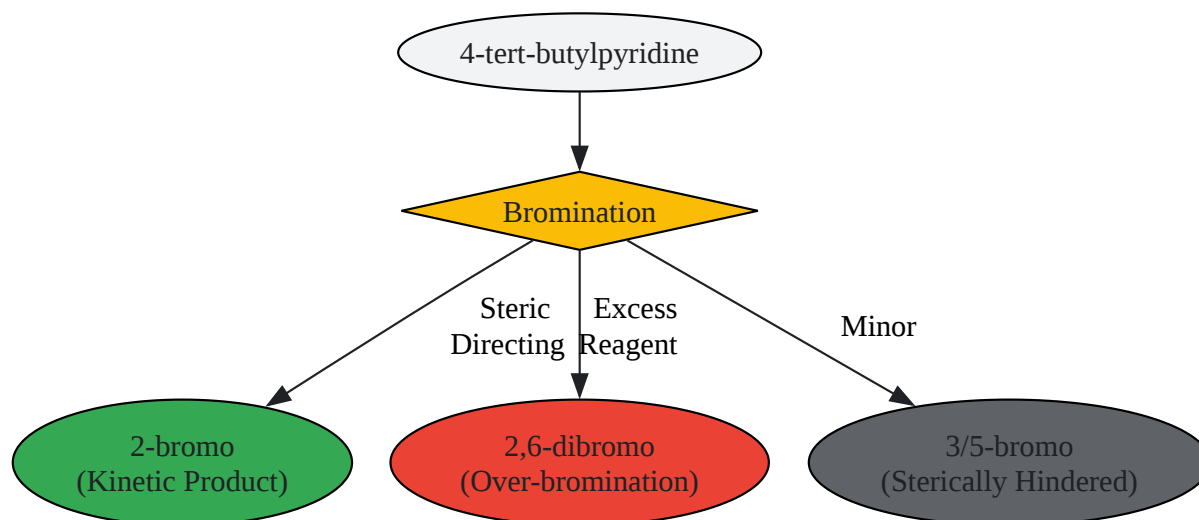 4-tert-butylpyridine
Bromination
Steric
Directing
Excess
Reagent
Minor
2-bromo
(Kinetic Product)
2,6-dibromo
(Over-bromination)
3/5-bromo
(Sterically Hindered)